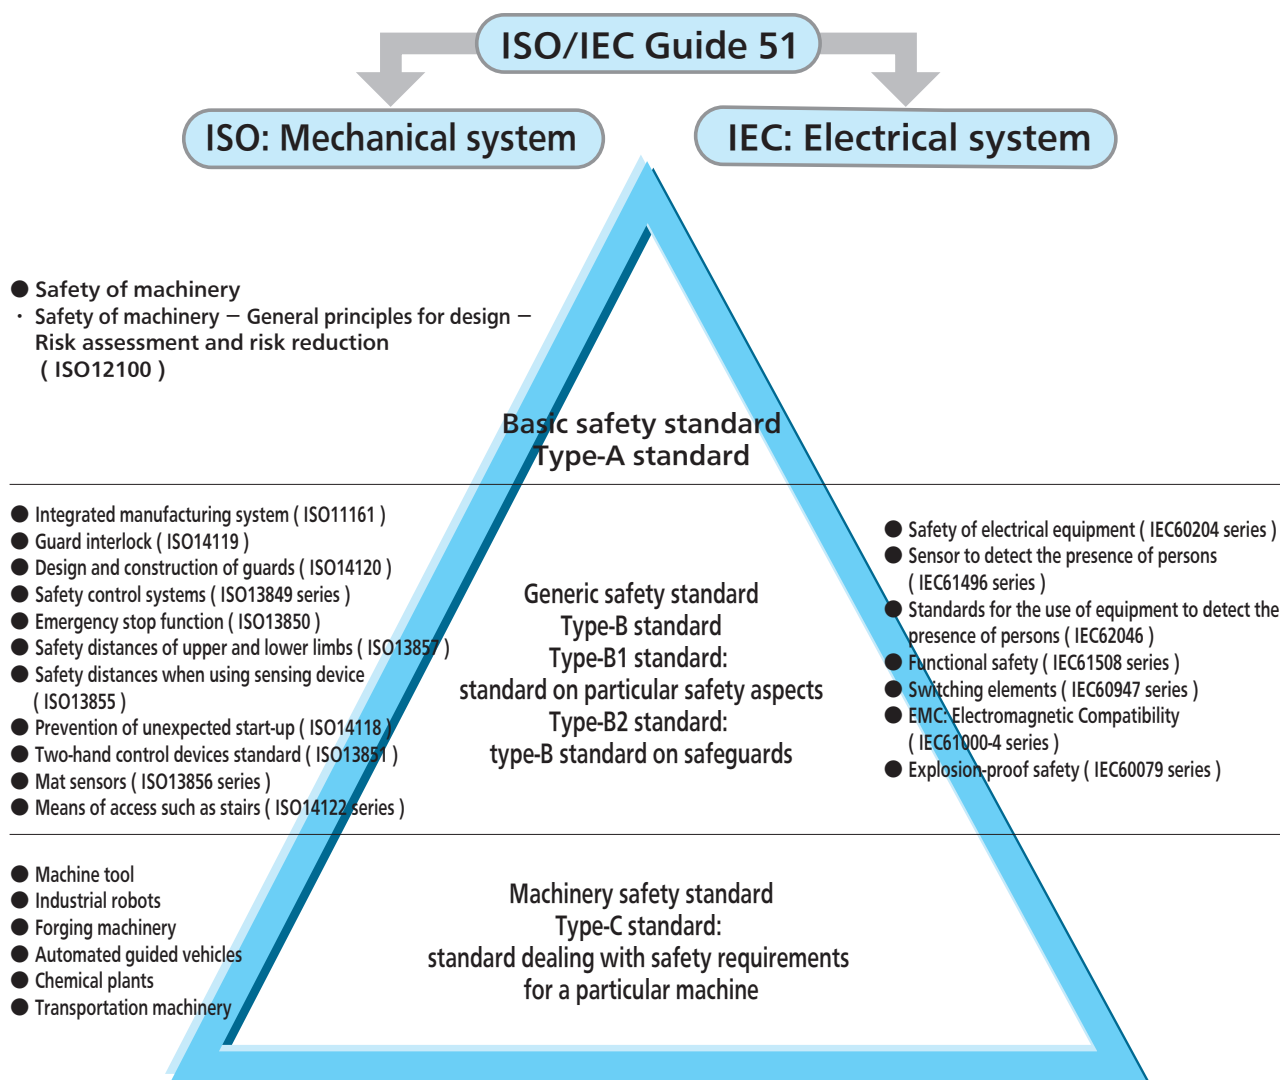 ISO/IEC Guide 51
ISO: Mechanical system
IEC: Electrical system
● Safety of machinery
・ Safety of machinery － General principles for design －
Risk assessment and risk reduction
( ISO12100 )
Basic safety standard
Type-A standard
● Integrated manufacturing system ( ISO11161 )
● Guard interlock ( ISO14119 )
● Design and construction of guards ( ISO14120 )
● Safety control systems ( ISO13849 series )
● Emergency stop function ( ISO13850 )
● Safety distances of upper and lower limbs ( ISO13857 )
● Safety distances when using sensing device
( ISO13855 )
● Prevention of unexpected start-up ( ISO14118 )
● Two-hand control devices standard ( ISO13851 )
● Mat sensors ( ISO13856 series )
● Means of access such as stairs ( ISO14122 series )
Generic safety standard
Type-B standard
Type-B1 standard:
standard on particular safety aspects
Type-B2 standard:
type-B standard on safeguards
● Safety of electrical equipment ( IEC60204 series )
● Sensor to detect the presence of persons
( IEC61496 series )
● Standards for the use of equipment to detect the
presence of persons ( IEC62046 )
● Functional safety ( IEC61508 series )
● Switching elements ( IEC60947 series )
● EMC: Electromagnetic Compatibility
( IEC61000-4 series )
● Explosion-proof safety ( IEC60079 series )
● Machine tool
● Industrial robots
● Forging machinery
● Automated guided vehicles
● Chemical plants
● Transportation machinery
Machinery safety standard
Type-C standard:
standard dealing with safety requirements
for a particular machine